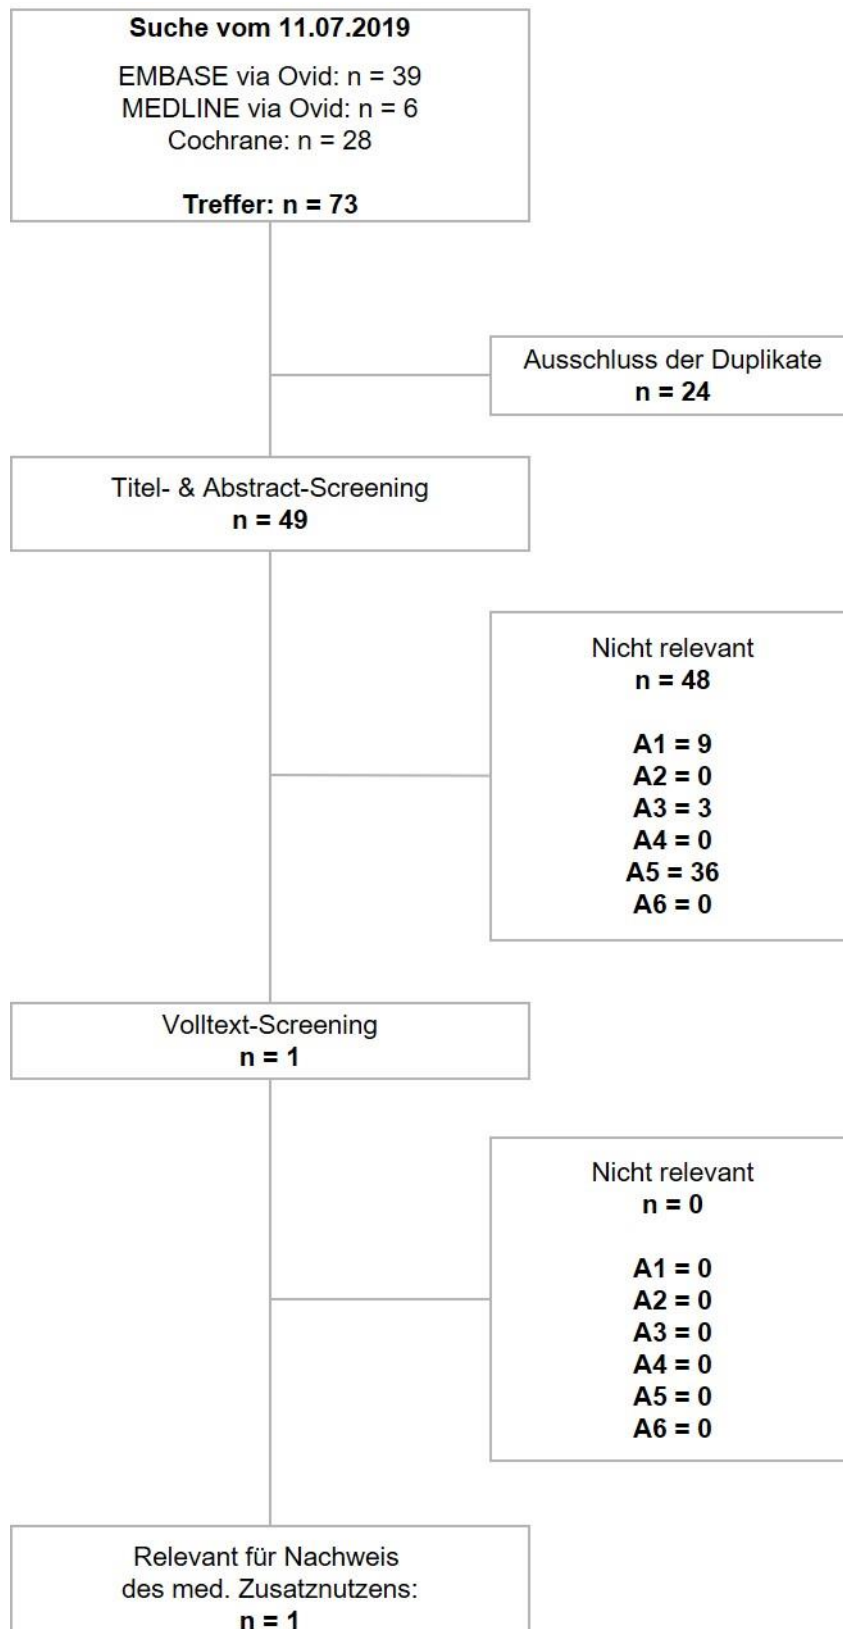 Suche vom 11.07.2019
EMBASE via Ovid: n = 39
MEDLINE via Ovid: n = 6
Cochrane: n = 28
Treffer: n = 73
Ausschluss der Duplikate
n = 24
Titel- & Abstract-Screening
n = 49
Nicht relevant
n = 48
A1 = 9
A2 = 0
A3 = 3
A4 = 0
A5 = 36
A6 = 0
Volltext-Screening
n = 1
Nicht relevant
n = 0
A1 = 0
A2 = 0
A3 = 0
A4 = 0
A5 = 0
A6 = 0
Relevant für Nachweis
des med. Zusatznutzens:
n = 1